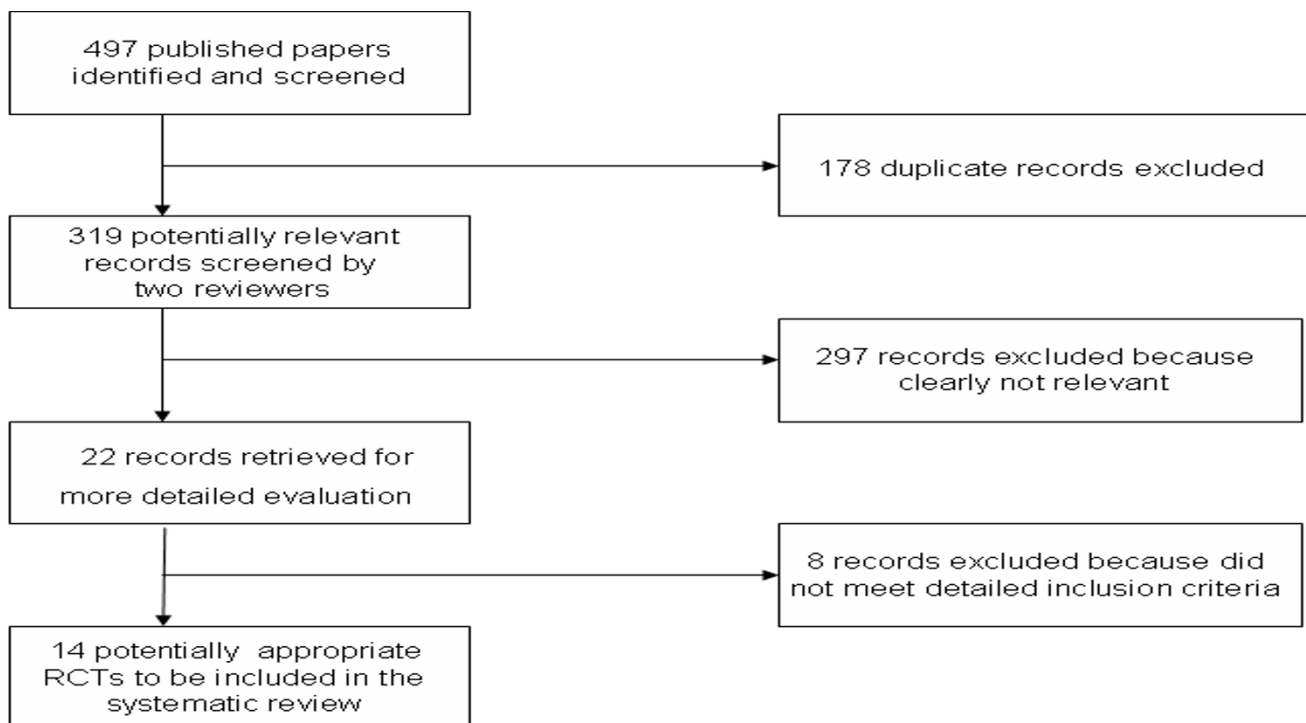 497 published papers
identified and screened
178 duplicate records excluded
319 potentially relevant
records screened by
two reviewers
297 records excluded because
clearly not relevant
22 records retrieved for
more detailed evaluation
8 records excluded because did
not meet detailed inclusion criteria
14 potentially appropriate
RCTs to be included in the
systematic review